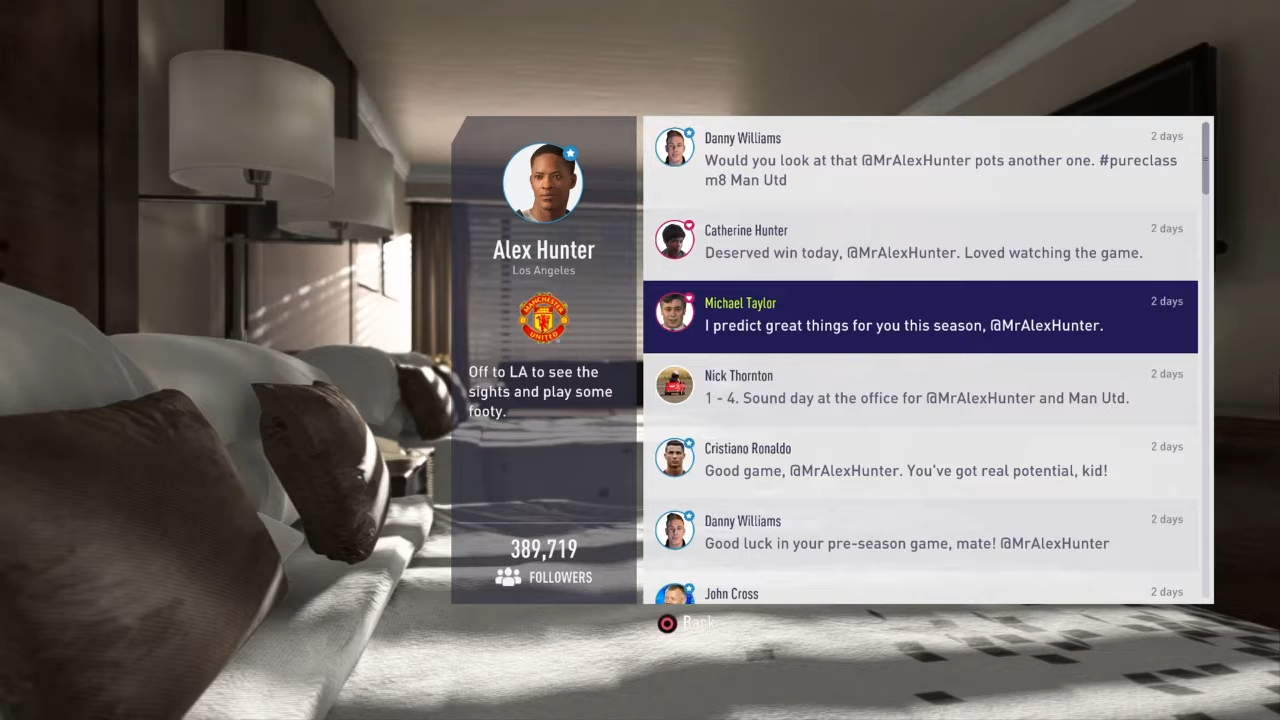 Alex Hunter
Los Angeles
MANCHESTER
UNITED
Off to LA to see the
sights and play some
footy.
389,719
FOLLOWERS
Danny Williams
2 days
Would you look at that @MrAlexHunter pots another one. #pureclass
m8 Man Utd
Catherine Hunter
2 days
Deserved win today, @MrAlexHunter. Loved watching the game.
Michael Taylor
2 days
I predict great things for you this season, @MrAlexHunter.
Nick Thornton
2 days
1 - 4. Sound day at the office for @MrAlexHunter and Man Utd.
Cristiano Ronaldo
2 days
Good game, @MrAlexHunter. You've got real potential, kid!
Danny Williams
2 days
Good luck in your pre-season game, mate! @MrAlexHunter
John Cross
2 days
Back